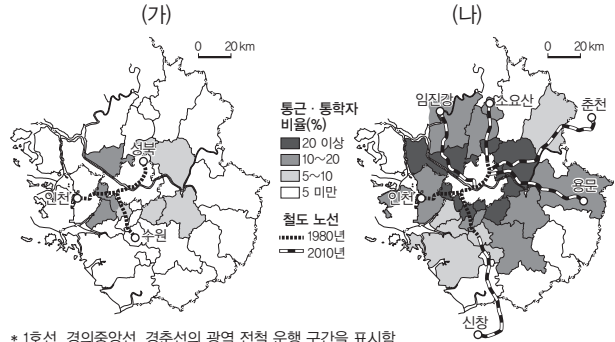 (가)
(나)
0 20 km
0 20 km
임진강
소요산
춘천
성북
인천
수원
통근 · 통학자
비율(%)
20 이상
10~20
5~10
5 미만
철도 노선
1980년
2010년
인천
용문
신창
* 1호선, 경의중앙선, 경춘선의 광역 전철 운행 구간을 표시함.